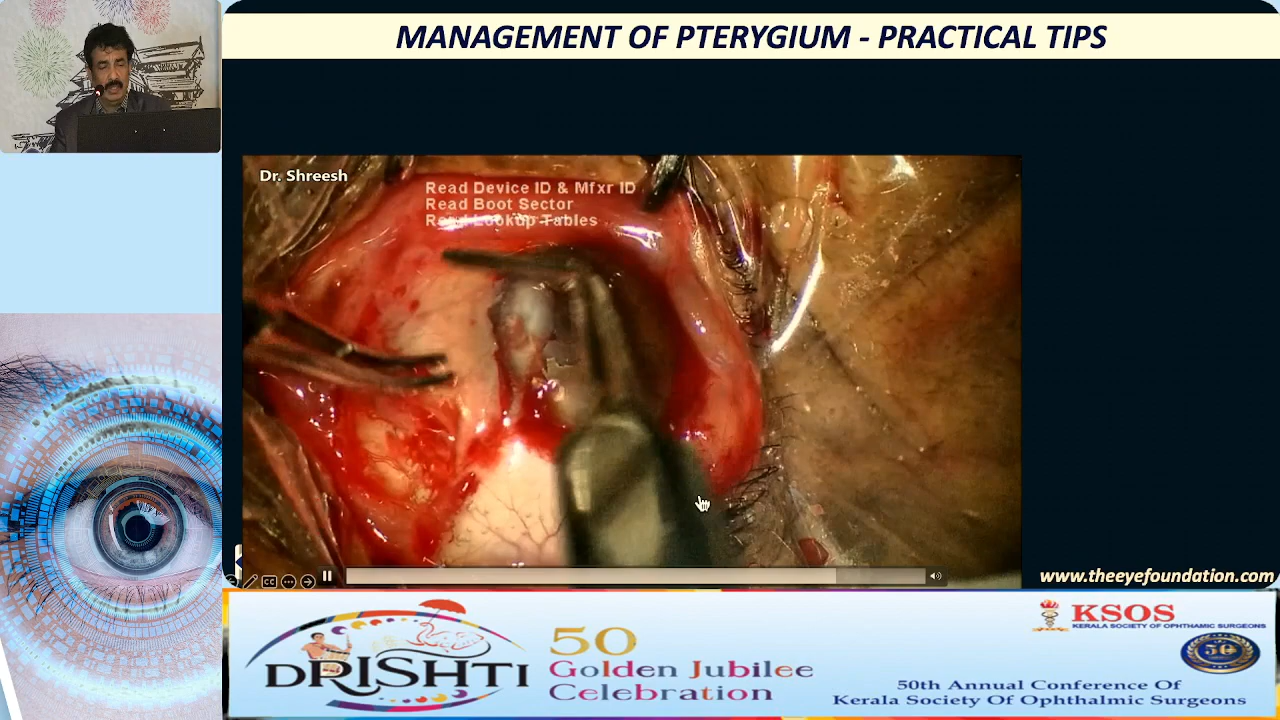 MANAGEMENT OF PTERYGIUM - PRACTICAL TIPS
Dr. Shreesh
Read Device ID & Mfxr ID
Read Boot Sector
Read Lookup Tables
CC
www.theeyefoundation.com
DRISHTI
50
Golden Jubilee
Celebration
KSOS
KERALA SOCIETY OF OPHTHAMIC SURGEONS
50
50th Annual Conference Of
Kerala Society Of Ophthalmic Surgeons